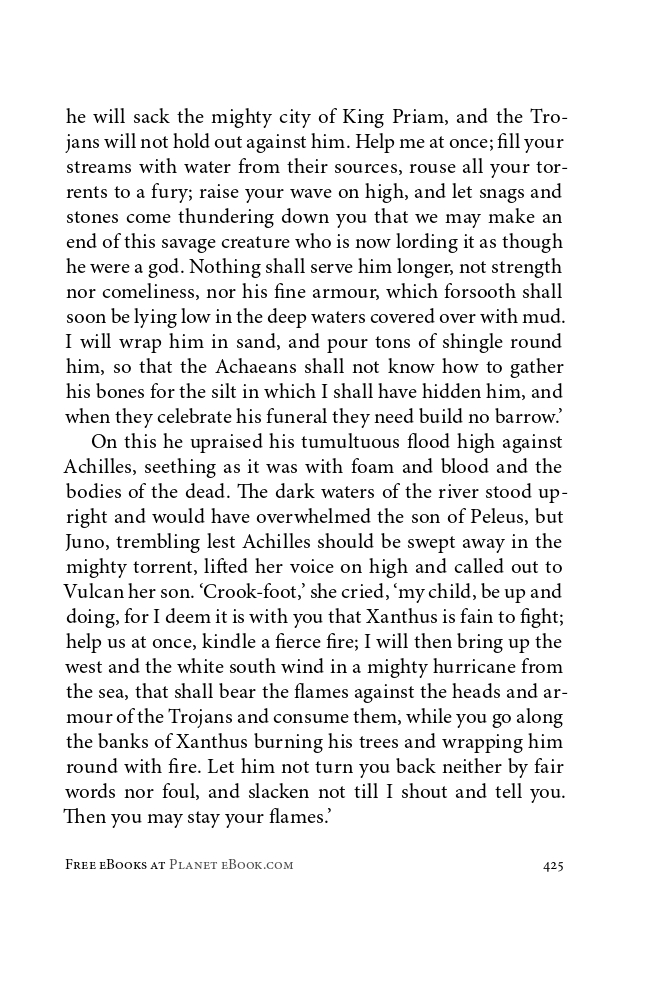 he will sack the mighty city of King Priam, and the Tro-
jans will not hold out against him. Help me at once; fill your
streams with water from their sources, rouse all your tor-
rents to a fury; raise your wave on high, and let snags and
stones come thundering down you that we may make an
end of this savage creature who is now lording it as though
he were a god. Nothing shall serve him longer, not strength
nor comeliness, nor his fine armour, which forsooth shall
soon be lying low in the deep waters covered over with mud.
I will wrap him in sand, and pour tons of shingle round
him, so that the Achaeans shall not know how to gather
his bones for the silt in which I shall have hidden him, and
when they celebrate his funeral they need build no barrow.’
On this he upraised his tumultuous flood high against
Achilles, seething as it was with foam and blood and the
bodies of the dead. The dark waters of the river stood up-
right and would have overwhelmed the son of Peleus, but
Juno, trembling lest Achilles should be swept away in the
mighty torrent, lifted her voice on high and called out to
Vulcan her son. ‘Crook-foot,’ she cried, ‘my child, be up and
doing, for I deem it is with you that Xanthus is fain to fight;
help us at once, kindle a fierce fire; I will then bring up the
west and the white south wind in a mighty hurricane from
the sea, that shall bear the flames against the heads and ar-
mour of the Trojans and consume them, while you go along
the banks of Xanthus burning his trees and wrapping him
round with fire. Let him not turn you back neither by fair
words nor foul, and slacken not till I shout and tell you.
Then you may stay your flames.’
Free eBooks at Planet eBook.com 425